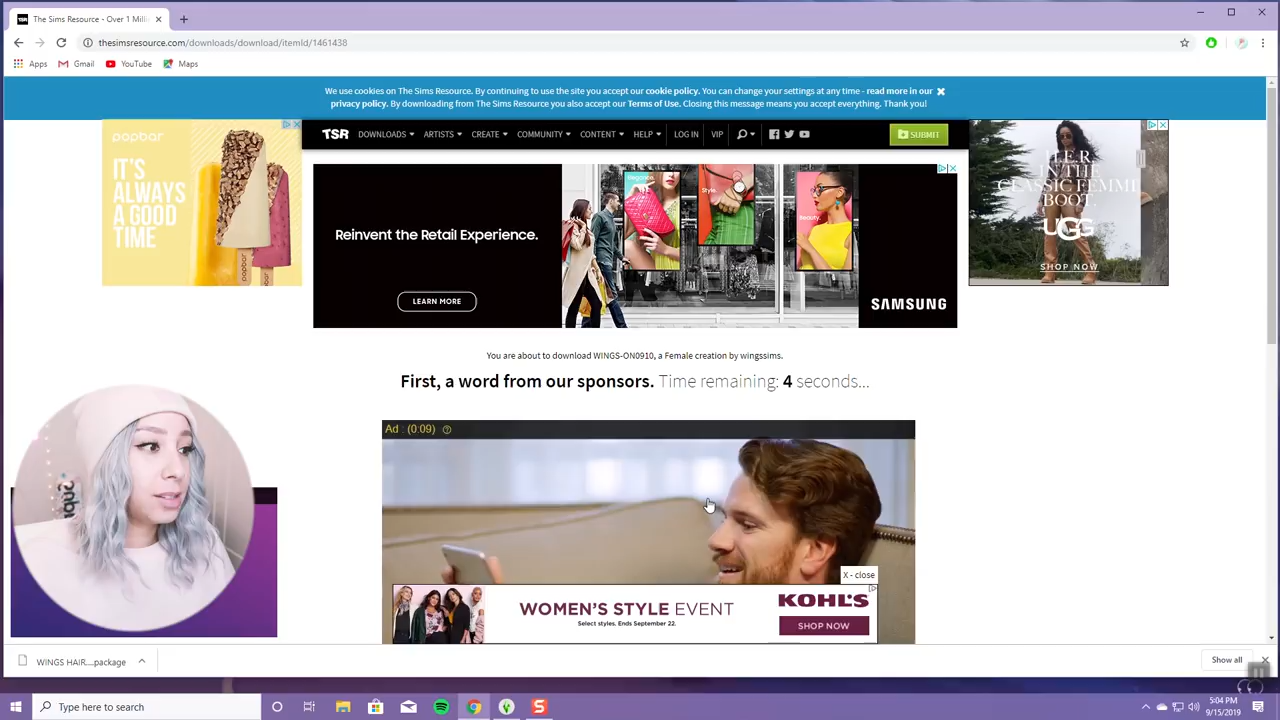 The Sims Resource - Over 1 Milli
thesimsresource.com/downloads/download/itemId/1461438
Apps Gmail YouTube Maps
We use cookies on The Sims Resource. By continuing to use the site you accept our cookie policy. You can change your settings at any time - read more in our
privacy policy. By downloading from The Sims Resource you also accept our Terms of Use. Closing this message means you accept everything. Thank you!
popbar
IT'S
ALWAYS
A GOOD
TIME
TSR DOWNLOADS ARTISTS CREATE COMMUNITY CONTENT HELP LOG IN VIP SUBMIT
Reinvent the Retail Experience.
LEARN MORE
Elegance.
Style.
Beauty.
SAMSUNG
HER
IN THE
CLASSIC FEMME
BOOT.
UGG
SHOP NOW
You are about to download WINGS-ON0910, a Female creation by wingssims.
First, a word from our sponsors. Time remaining: 4 seconds...
Ad : (0:09)
X - close
WOMEN'S STYLE EVENT
Select styles. Ends September 22.
KOHL'S
SHOP NOW
WINGS HAIR....package
Show all
Type here to search
5:04 PM
9/15/2019